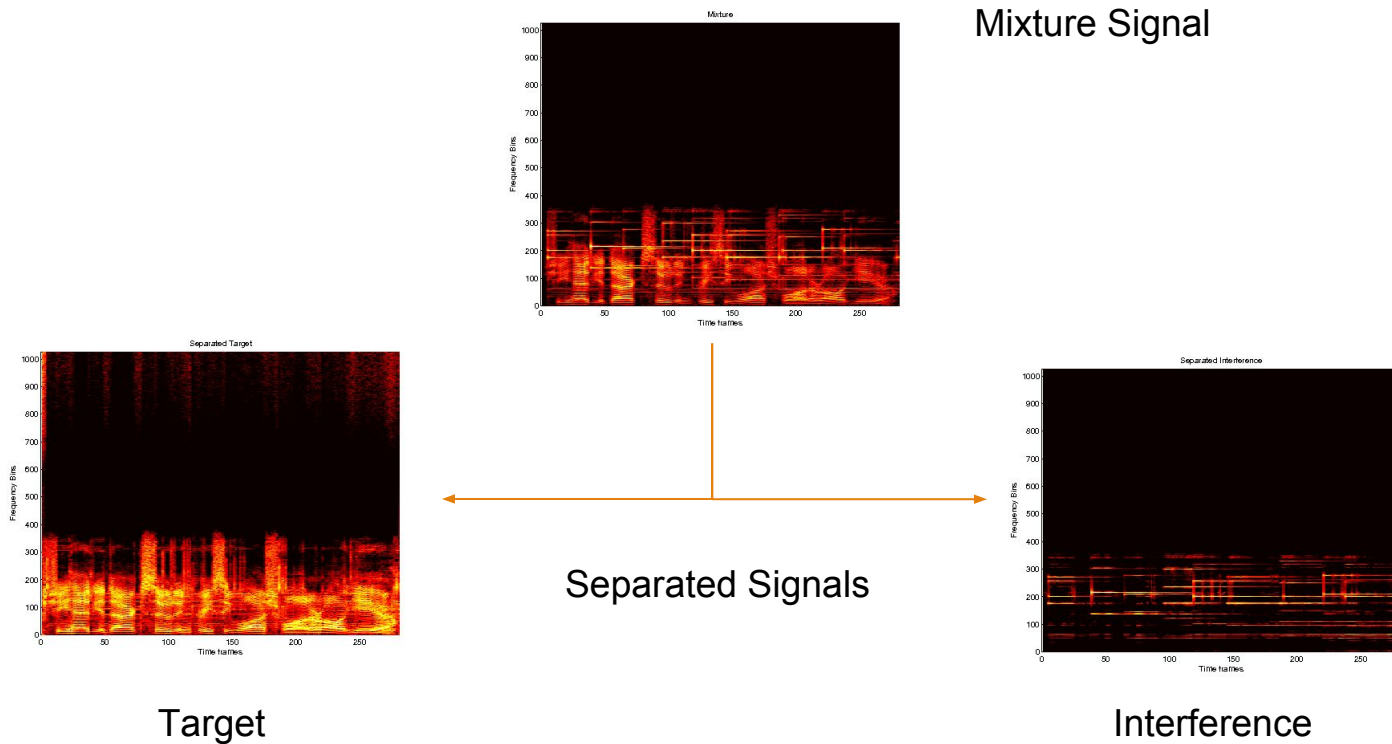 Mixture Signal
Mixture
1000
900
800
700
600
500
400
300
200
100
0
Frequency Bins
0 50 100 150 200 250
Time frames
Separated Target
1000
900
800
700
600
500
400
300
200
100
0
Frequency Bins
0 50 100 150 200 250
Time frames
Separated Interference
1000
900
800
700
600
500
400
300
200
100
0
Frequency Bins
0 50 100 150 200 250
Time frames
Separated Signals
Target
Interference